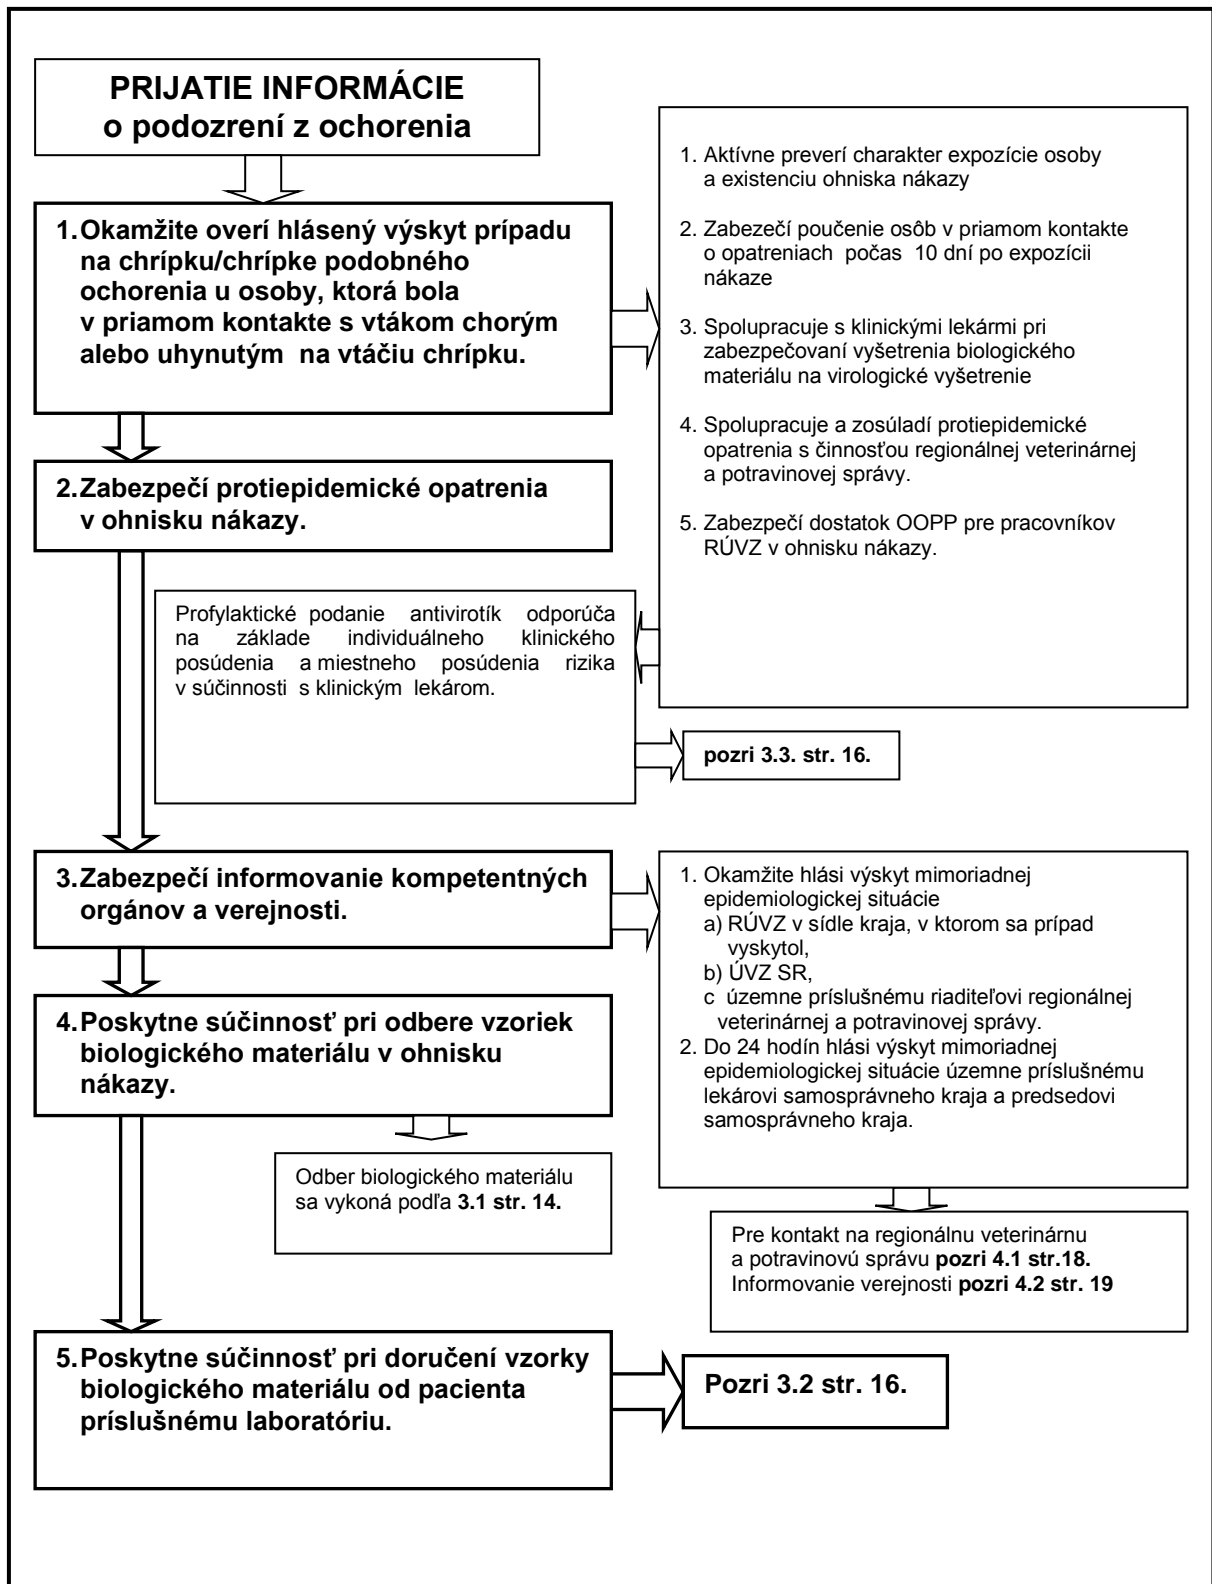 PRIJATIE INFORMÁCIE
o podozrení z ochorenia
1. Okamžite overí hlásený výskyt prípadu
na chrípku/chrípke podobného
ochorenia u osoby, ktorá bola
v priamom kontakte s vtákom chorým
alebo uhynutým na vtáčiu chrípku.
1. Aktívne preverí charakter expozície osoby
a existenciu ohniska nákazy
2. Zabezečí poučenie osôb v priamom kontakte
o opatreniach počas 10 dní po expozícii
nákaze
3. Spolupracuje s klinickými lekármi pri
zabezpečovaní vyšetrenia biologického
materiálu na virologické vyšetrenie
4. Spolupracuje a zosúladí protiepidemické
opatrenia s činnosťou regionálnej veterinárnej
a potravinovej správy.
5. Zabezpečí dostatok OOPP pre pracovníkov
RÚVZ v ohnisku nákazy.
2. Zabezpečí protiepidemické opatrenia
v ohnisku nákazy.
Profylaktické podanie antivirotík odporúča
na základe individuálneho klinického
posúdenia a miestneho posúdenia rizika
v súčinnosti s klinickým lekárom.
pozri 3.3. str. 16.
3. Zabezpečí informovanie kompetentných
orgánov a verejnosti.
1. Okamžite hlási výskyt mimoriadnej
epidemiologickej situácie
a) RÚVZ v sídle kraja, v ktorom sa prípad
vyskytol,
b) ÚVZ SR,
c územne príslušnému riaditeľovi regionálnej
veterinárnej a potravinovej správy.
2. Do 24 hodín hlási výskyt mimoriadnej
epidemiologickej situácie územne príslušnému
lekárovi samosprávneho kraja a predsedovi
samosprávneho kraja.
4. Poskytne súčinnosť pri odbere vzoriek
biologického materiálu v ohnisku
nákazy.
Odber biologického materiálu
sa vykoná podľa 3.1 str. 14.
Pre kontakt na regionálnu veterinárnu
a potravinovú správu pozri 4.1 str.18.
Informovanie verejnosti pozri 4.2 str. 19
5. Poskytne súčinnosť pri doručení vzorky
biologického materiálu od pacienta
príslušnému laboratóriu.
Pozri 3.2 str. 16.